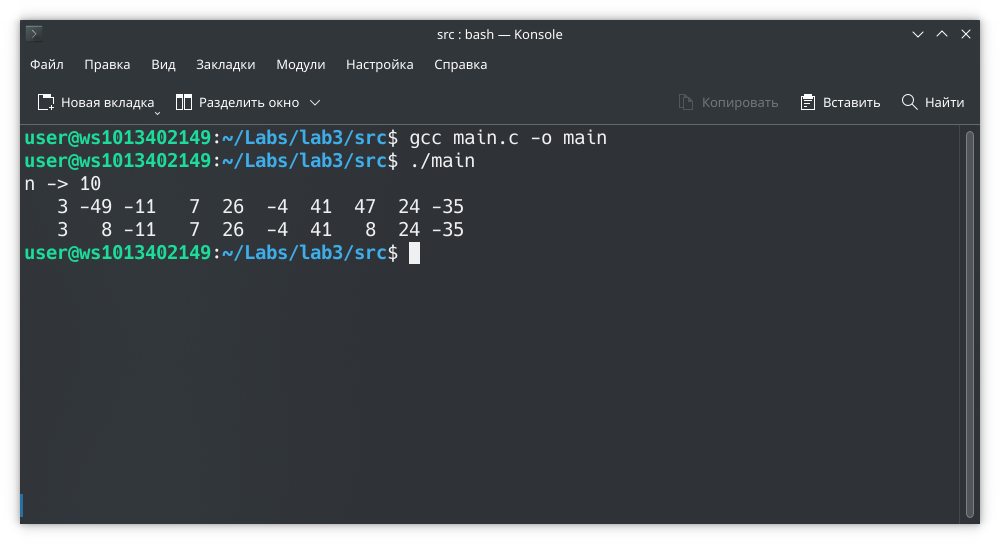 src : bash — Konsole
Файл Правка Вид Закладки Модули Настройка Справка
Новая вкладка Разделить окно Копировать Вставить Найти
user@ws1013402149:~/Labs/lab3/src$ gcc main.c -o main
user@ws1013402149:~/Labs/lab3/src$ ./main
n -> 10
   3 -49 -11   7  26  -4  41  47  24 -35
   3   8 -11   7  26  -4  41   8  24 -35
user@ws1013402149:~/Labs/lab3/src$